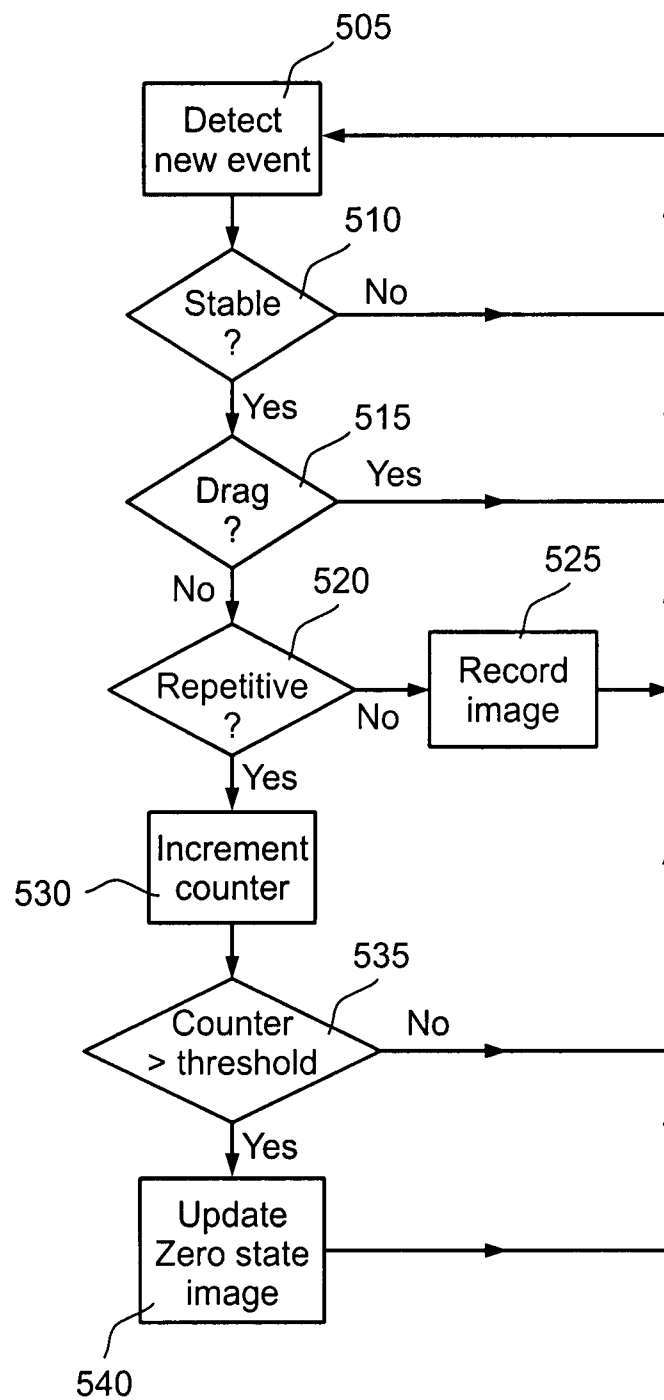 505
Detect
new event
510
Stable
?
No
Yes
515
Drag
?
Yes
No
520
525
Repetitive
?
No
Record
image
Yes
Increment
counter
530
535
Counter
> threshold
No
Yes
Update
Zero state
image
540